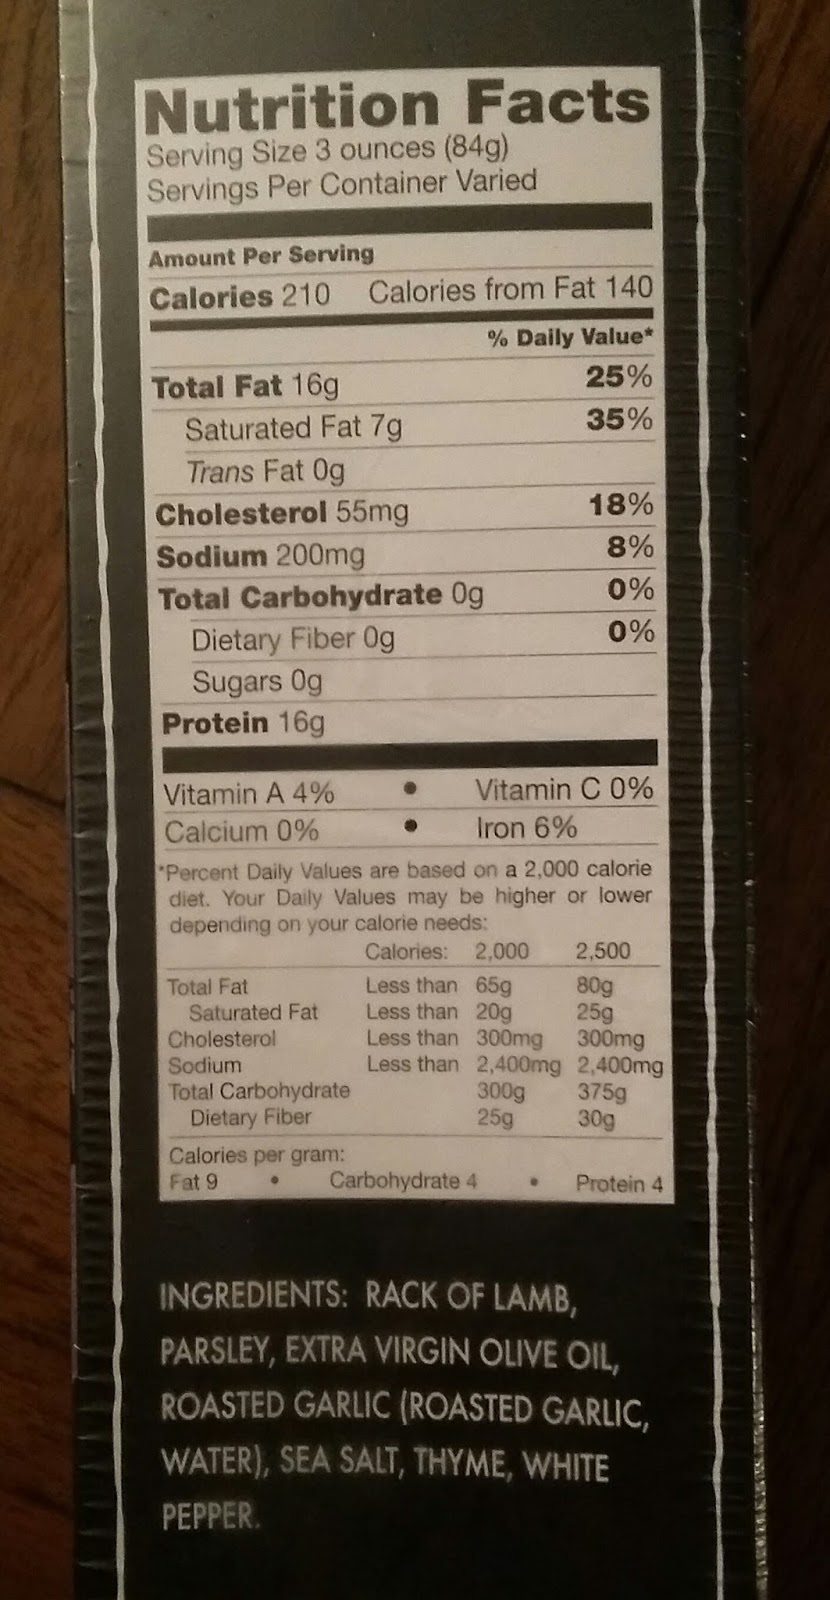 Nutrition Facts
Serving Size 3 ounces (84g)
Servings Per Container Varied
Amount Per Serving
Calories 210 Calories from Fat 140
% Daily Value*
Total Fat 16g 25%
Saturated Fat 7g 35%
Trans Fat 0g
Cholesterol 55mg 18%
Sodium 200mg 8%
Total Carbohydrate 0g 0%
Dietary Fiber 0g 0%
Sugars 0g
Protein 16g
Vitamin A 4% • Vitamin C 0%
Calcium 0% • Iron 6%
*Percent Daily Values are based on a 2,000 calorie
diet. Your Daily Values may be higher or lower
depending on your calorie needs:
Calories: 2,000 2,500
Total Fat Less than 65g 80g
Saturated Fat Less than 20g 25g
Cholesterol Less than 300mg 300mg
Sodium Less than 2,400mg 2,400mg
Total Carbohydrate 300g 375g
Dietary Fiber 25g 30g
Calories per gram:
Fat 9 • Carbohydrate 4 • Protein 4
INGREDIENTS: RACK OF LAMB,
PARSLEY, EXTRA VIRGIN OLIVE OIL,
ROASTED GARLIC (ROASTED GARLIC,
WATER), SEA SALT, THYME, WHITE
PEPPER.